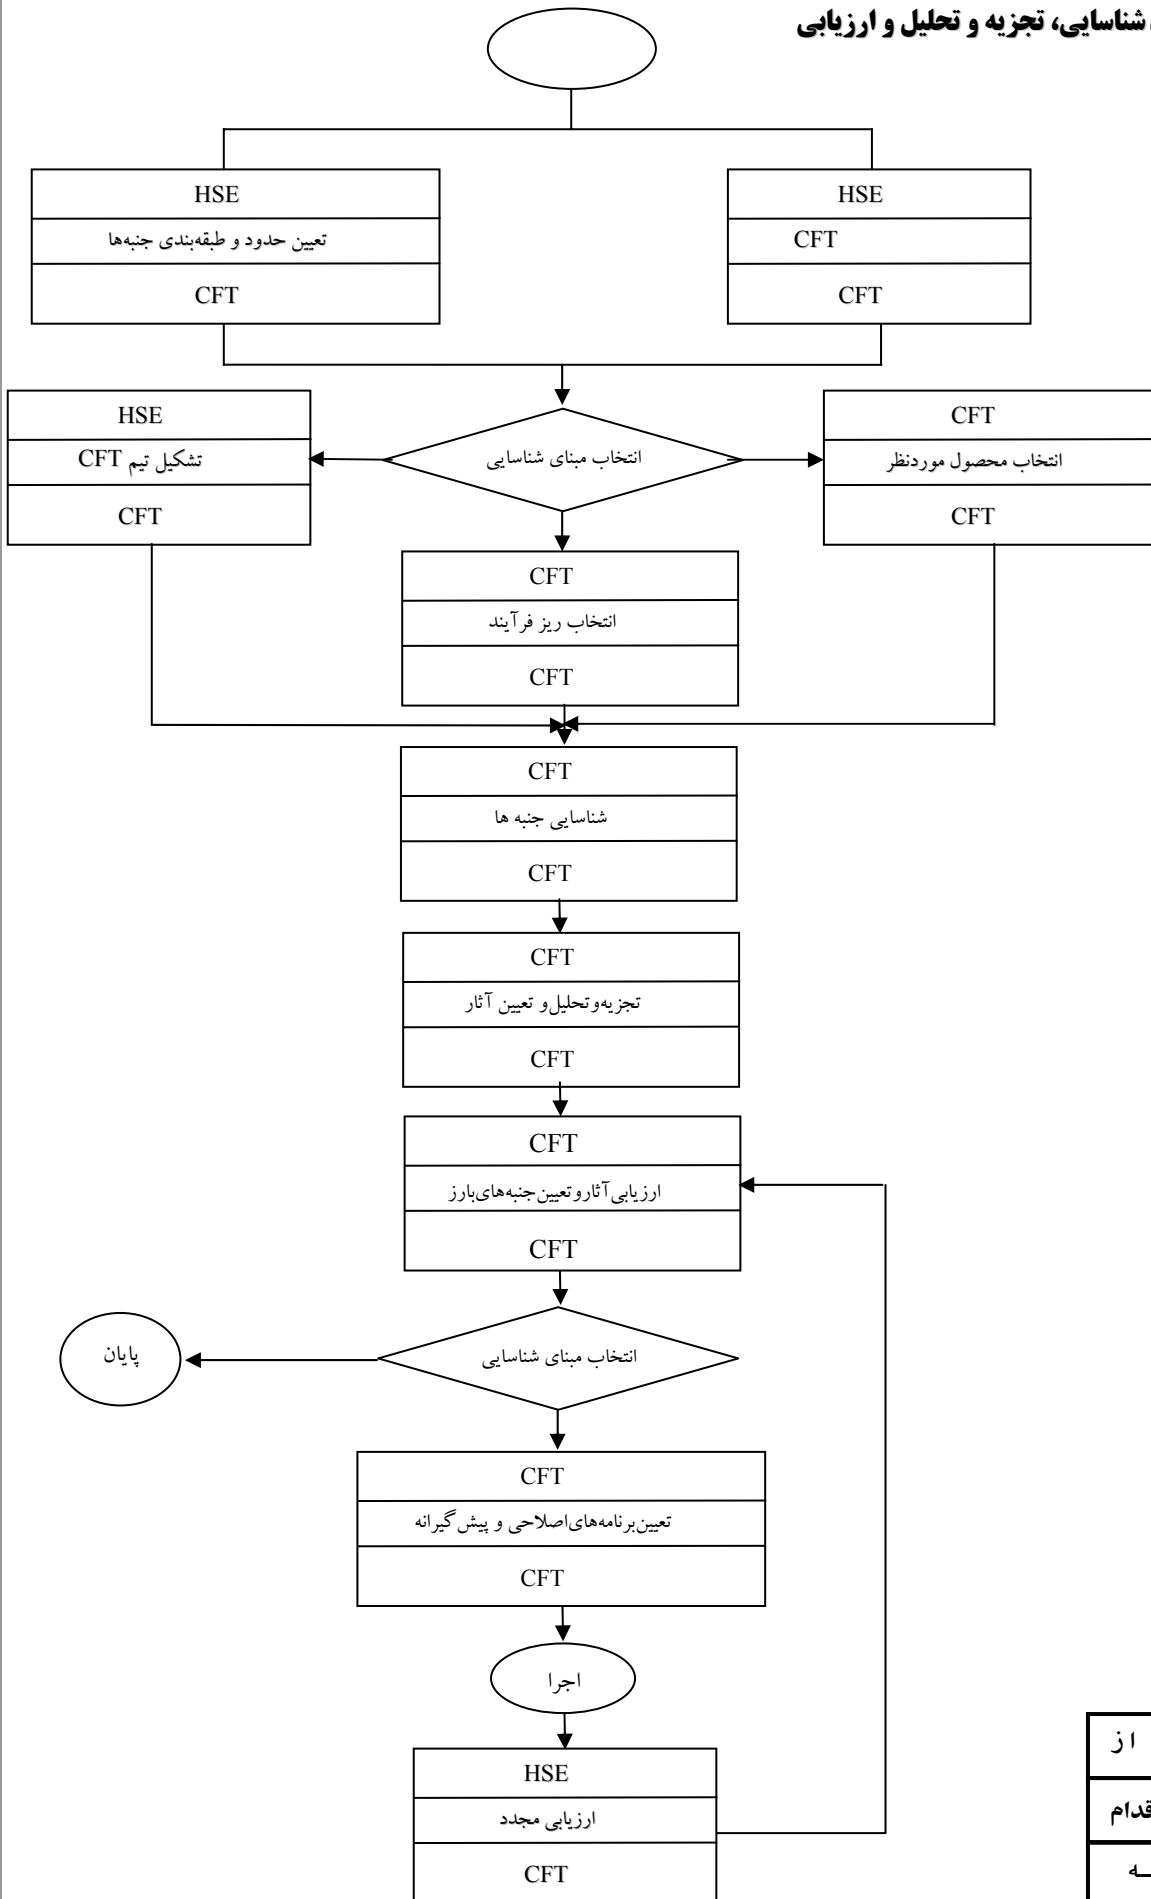 شناسایی، تجزیه و تحلیل و ارزیابی
HSE
CFT
CFT
HSE
تعیین حدود و طبقه‌بندی جنبه‌ها
CFT
CFT
انتخاب محصول موردنظر
CFT
انتخاب مبنای شناسایی
HSE
تشکیل تیم CFT
CFT
CFT
انتخاب ریز فرآیند
CFT
CFT
شناسایی جنبه ها
CFT
CFT
تجزیه‌وتحلیل‌و تعیین آثار
CFT
CFT
ارزیابی‌آثاروتعیین‌جنبه‌های‌بارز
CFT
انتخاب مبنای شناسایی
پایان
CFT
تعیین‌برنامه‌های‌اصلاحی و پیش‌گیرانه
CFT
اجرا
HSE
ارزیابی مجدد
CFT
از